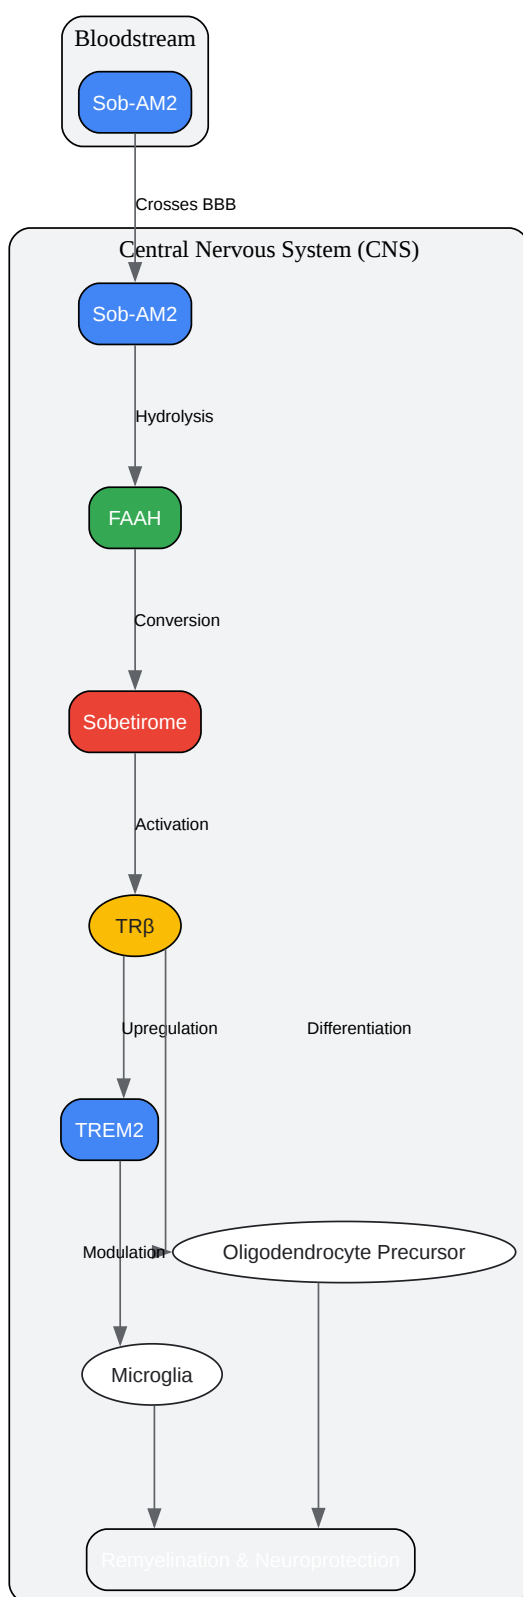 Bloodstream
Sob-AM2
Crosses BBB
Central Nervous System (CNS)
Sob-AM2
Hydrolysis
FAAH
Conversion
Sobetirome
Activation
TRβ
Upregulation
Differentiation
TREM2
Modulation
Oligodendrocyte Precursor
Microglia
Remyelination & Neuroprotection